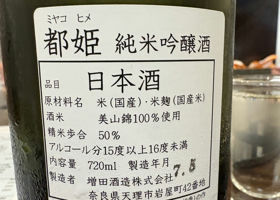 ミヤコ ヒメ
都姫 純米吟醸酒
品目 日本酒
原材料名 米(国産)・米麹(国産米)
酒米 美山錦100%使用
精米歩合 50%
アルコール分15度以上16度未満
内容量 720ml 製造年月 7.5
製造者 増田酒造株式会社
奈良県天理市岩屋町42番地